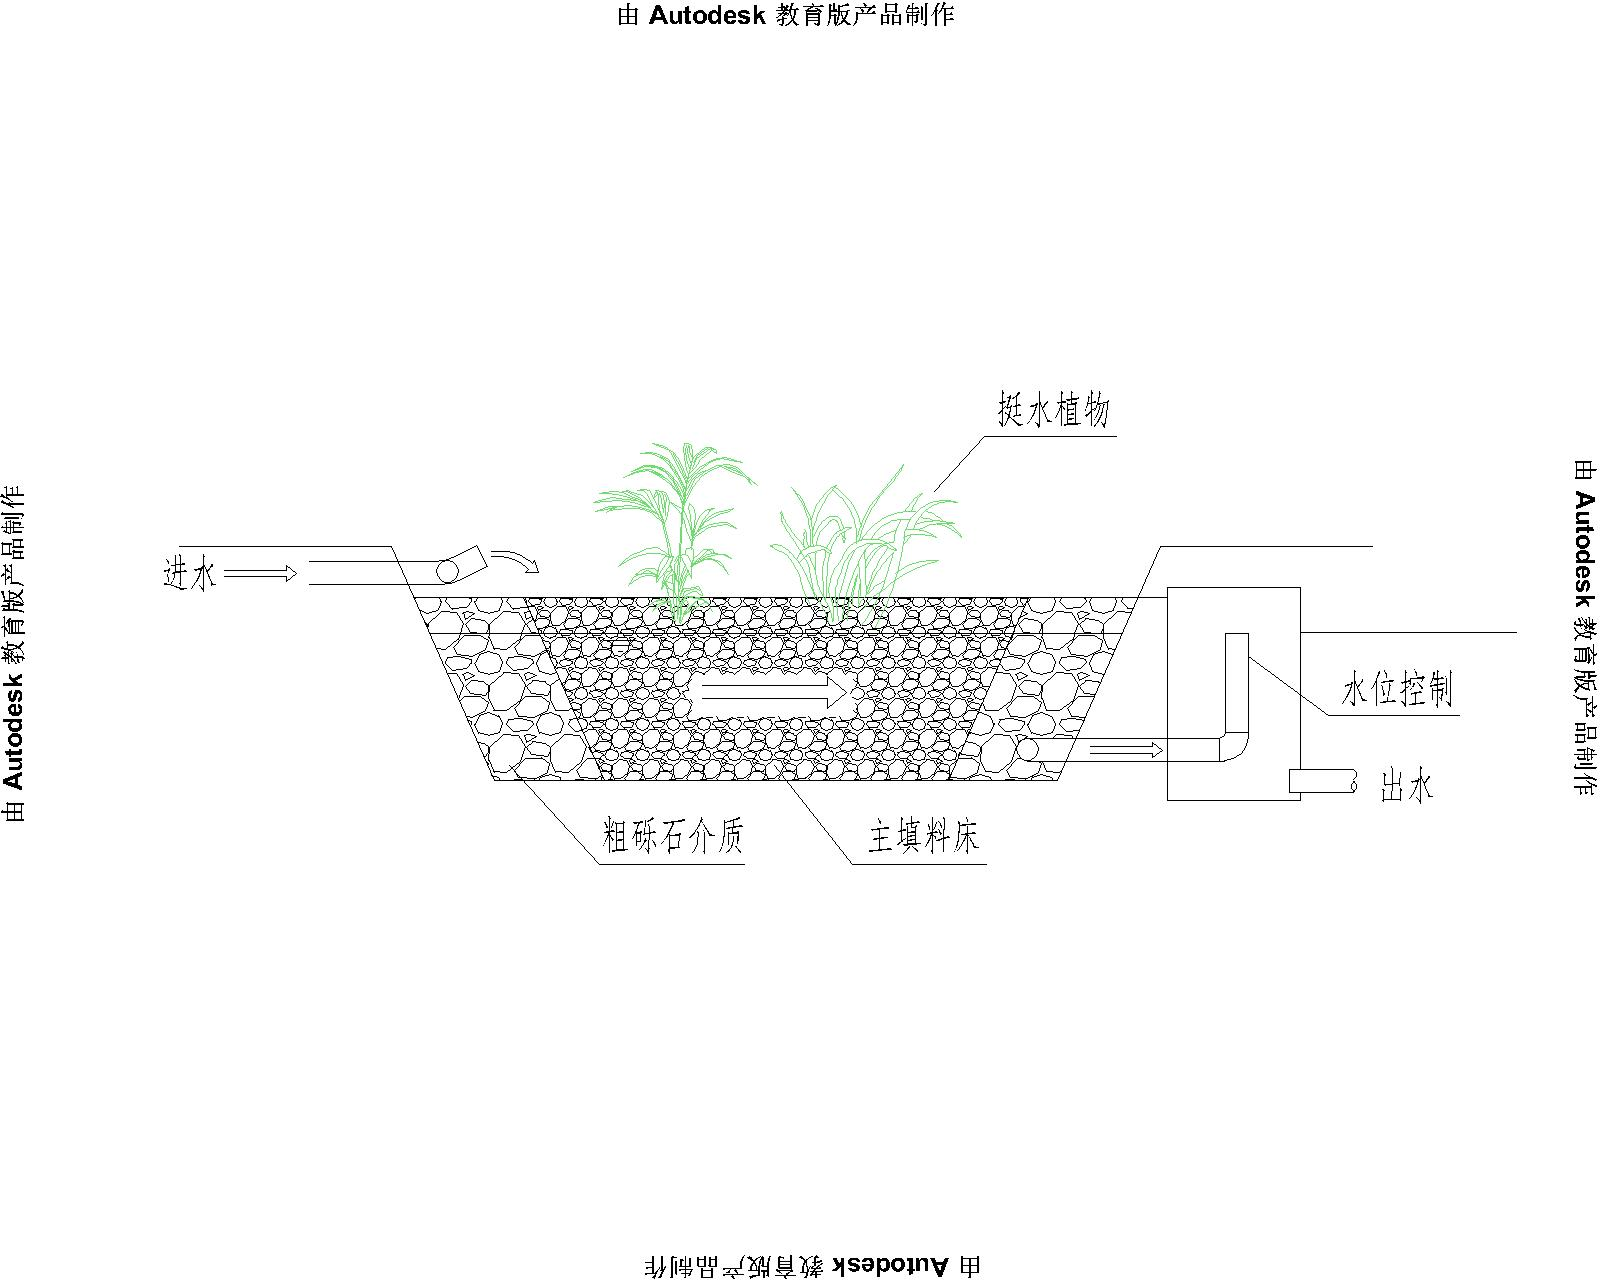 由 Autodesk 教育版产品制作
挺水植物
由 Autodesk 教育版产品制作
由 Autodesk 教育版产品制作
进水
水位控制
出水
粗砾石介质
主填料床
由 Autodesk 教育版产品制作